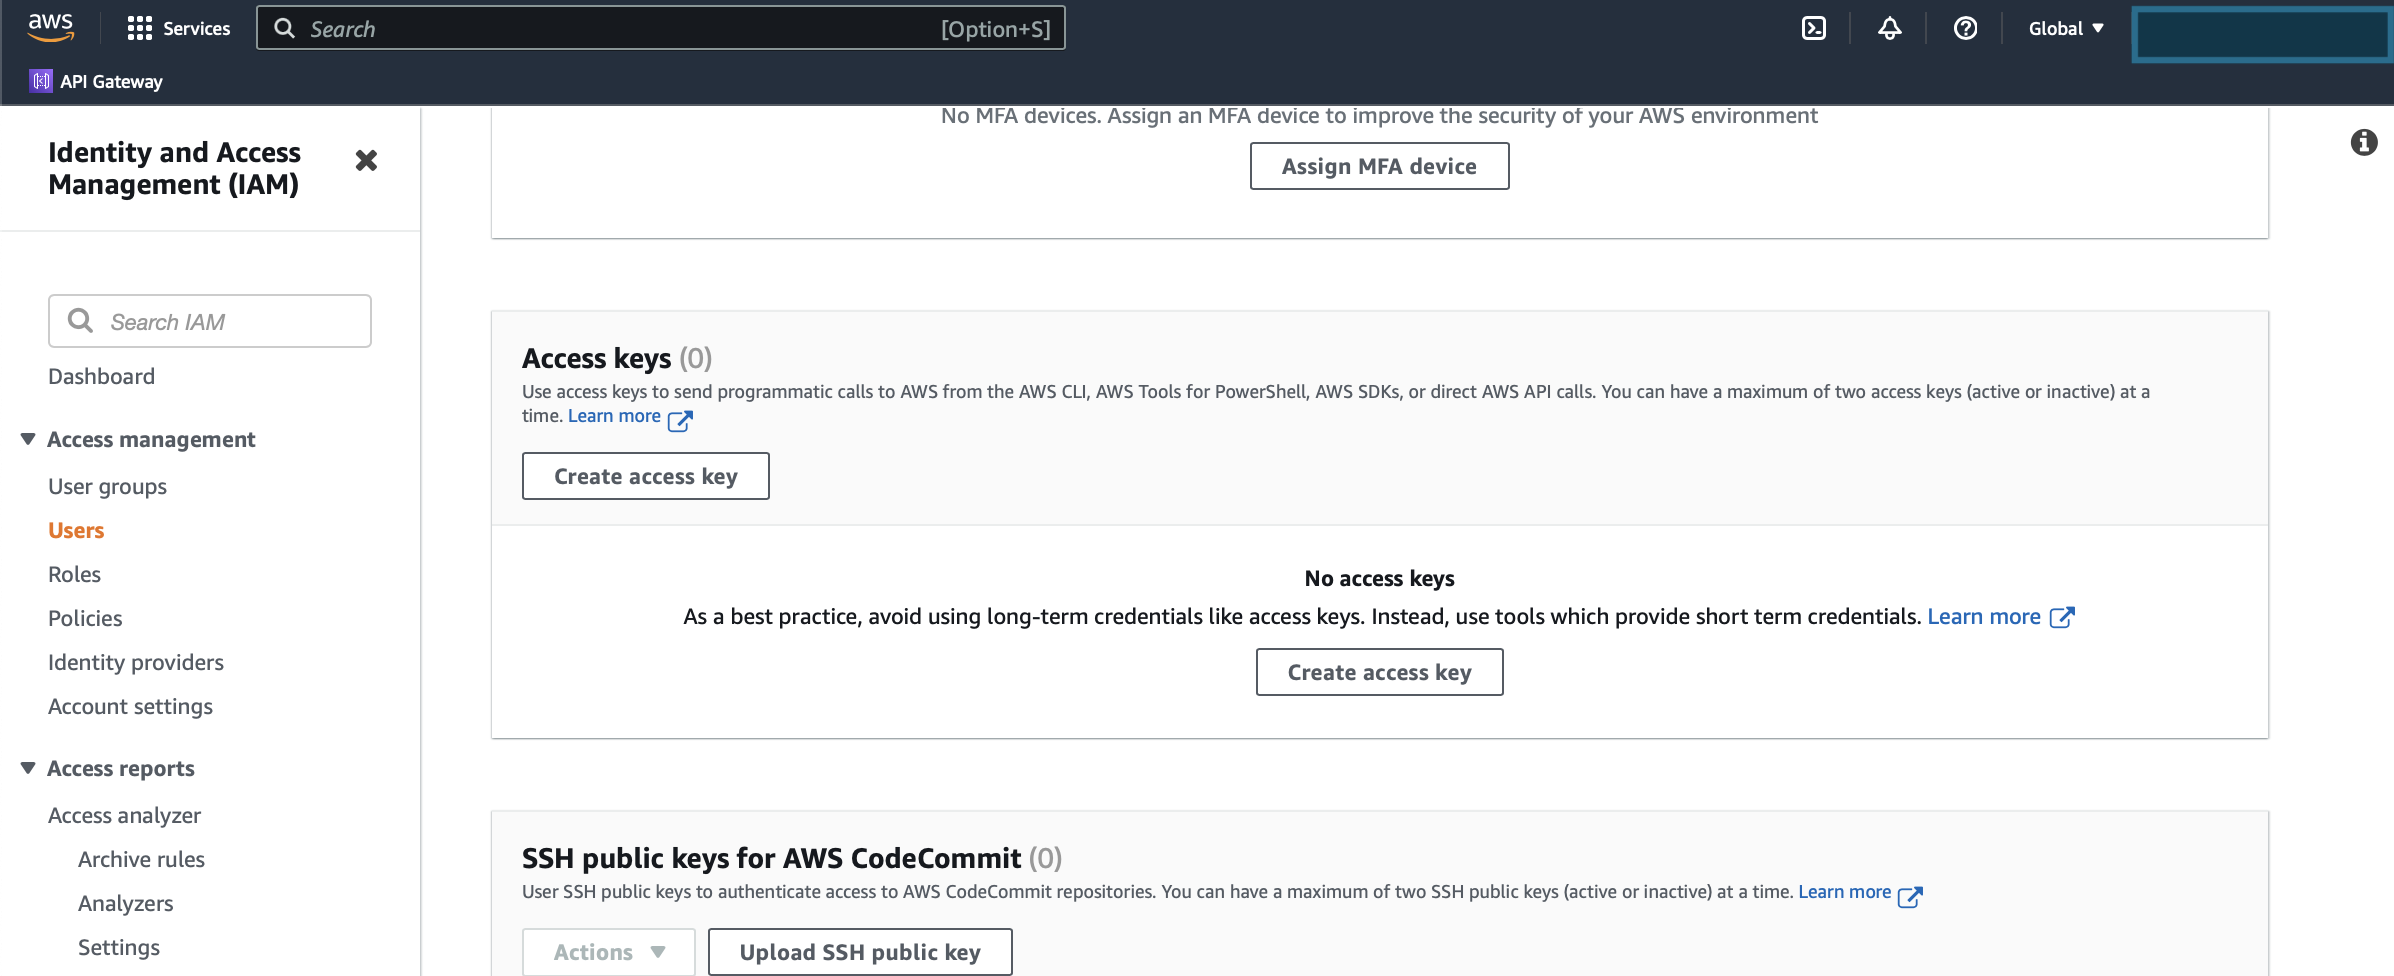 aws
Services
Search
[Option+S]
Global
API Gateway
Identity and Access
Management (IAM)
Search IAM
Dashboard
Access management
User groups
Users
Roles
Policies
Identity providers
Account settings
Access reports
Access analyzer
Archive rules
Analyzers
Settings
No MFA devices. Assign an MFA device to improve the security of your AWS environment
Assign MFA device
Access keys (0)
Use access keys to send programmatic calls to AWS from the AWS CLI, AWS Tools for PowerShell, AWS SDKs, or direct AWS API calls. You can have a maximum of two access keys (active or inactive) at a
time. Learn more
Create access key
No access keys
As a best practice, avoid using long-term credentials like access keys. Instead, use tools which provide short term credentials. Learn more
Create access key
SSH public keys for AWS CodeCommit (0)
User SSH public keys to authenticate access to AWS CodeCommit repositories. You can have a maximum of two SSH public keys (active or inactive) at a time. Learn more
Actions
Upload SSH public key